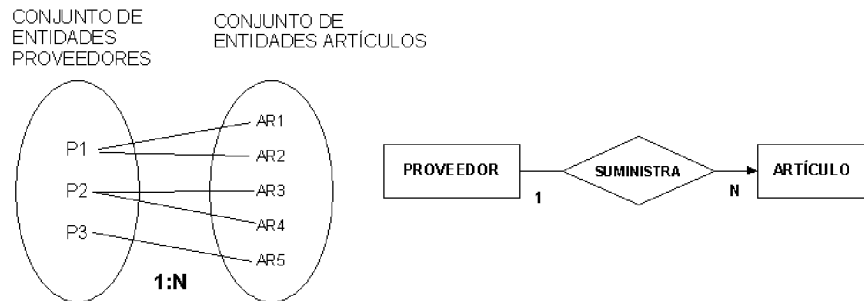 CONJUNTO DE
ENTIDADES
PROVEEDORES
CONJUNTO DE
ENTIDADES ARTÍCULOS
P1
P2
P3
AR1
AR2
AR3
AR4
AR5
1:N
PROVEEDOR
1
SUMINISTRA
N
ARTÍCULO